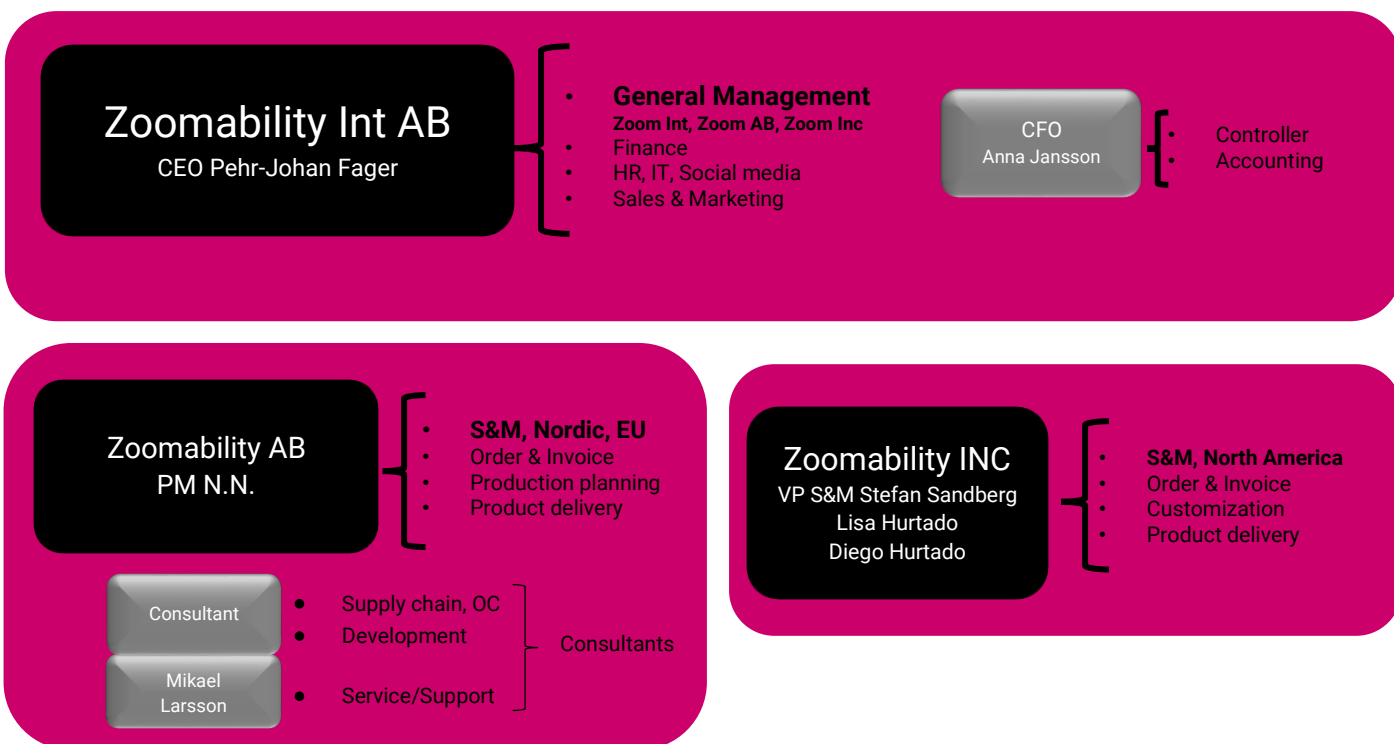 Zoomability Int AB
CEO Pehr-Johan Fager
• General Management
Zoom Int, Zoom AB, Zoom Inc
• Finance
• HR, IT, Social media
• Sales & Marketing
CFO
Anna Jansson
• Controller
• Accounting
Zoomability AB
PM N.N.
• S&M, Nordic, EU
• Order & Invoice
• Production planning
• Product delivery
Consultant
• Supply chain, OC
• Development
Mikael
Larsson
• Service/Support
Consultants
Zoomability INC
VP S&M Stefan Sandberg
Lisa Hurtado
Diego Hurtado
• S&M, North America
• Order & Invoice
• Customization
• Product delivery